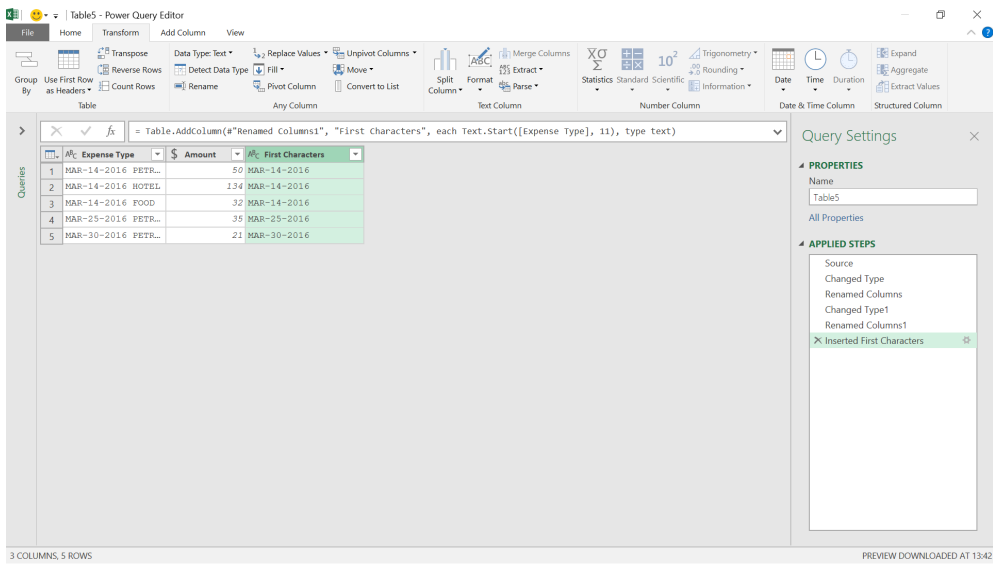 Table5 - Power Query Editor
File Home Transform Add Column View
Group By
Use First Row as Headers
Transpose
Reverse Rows
Count Rows
Table
Data Type: Text
Detect Data Type
Rename
Replace Values
Fill
Pivot Column
Unpivot Columns
Move
Convert to List
Any Column
Split Column
Format
ABC
Merge Columns
Extract
Parse
Text Column
Statistics
Standard
Scientific
Trigonometry
Rounding
Information
Number Column
Date
Time
Duration
Date & Time Column
Expand
Aggregate
Extract Values
Structured Column
Queries
fx = Table.AddColumn(#"Renamed Columns1", "First Characters", each Text.Start([Expense Type], 11), type text)
ABC Expense Type $ Amount ABC First Characters
1 MAR-14-2016 PETR... 50 MAR-14-2016
2 MAR-14-2016 HOTEL 134 MAR-14-2016
3 MAR-14-2016 FOOD 32 MAR-14-2016
4 MAR-25-2016 PETR... 35 MAR-25-2016
5 MAR-30-2016 PETR... 21 MAR-30-2016
Query Settings
PROPERTIES
Name
Table5
All Properties
APPLIED STEPS
Source
Changed Type
Renamed Columns
Changed Type1
Renamed Columns1
Inserted First Characters
3 COLUMNS, 5 ROWS
PREVIEW DOWNLOADED AT 13:42